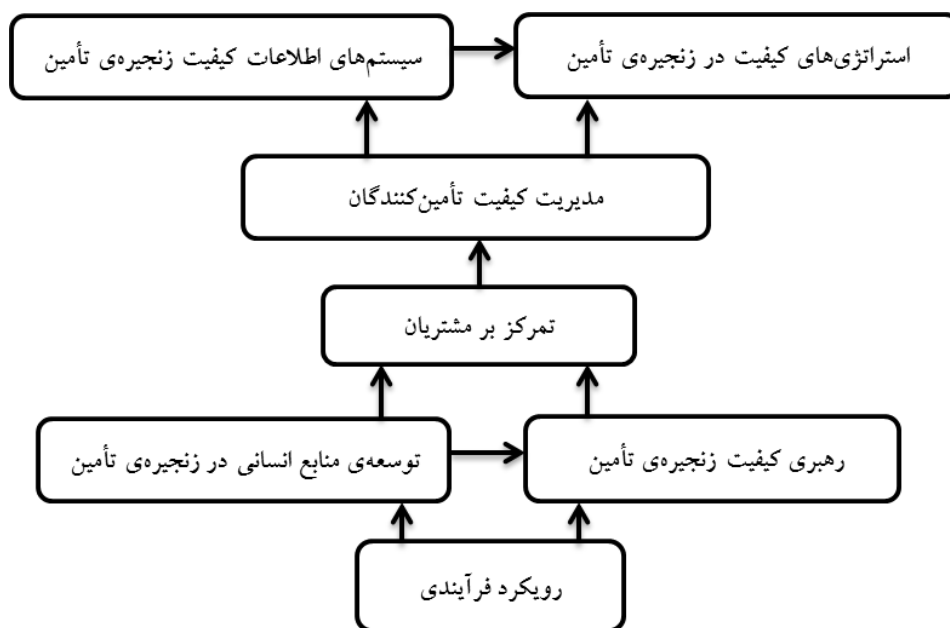 استراتژی‌های کیفیت در زنجیره‌ی تأمین
سیستم‌های اطلاعات کیفیت زنجیره‌ی تأمین
مدیریت کیفیت تأمین‌کنندگان
تمرکز بر مشتریان
رهبری کیفیت زنجیره‌ی تأمین
توسعه‌ی منابع انسانی در زنجیره‌ی تأمین
رویکرد فرآیندی